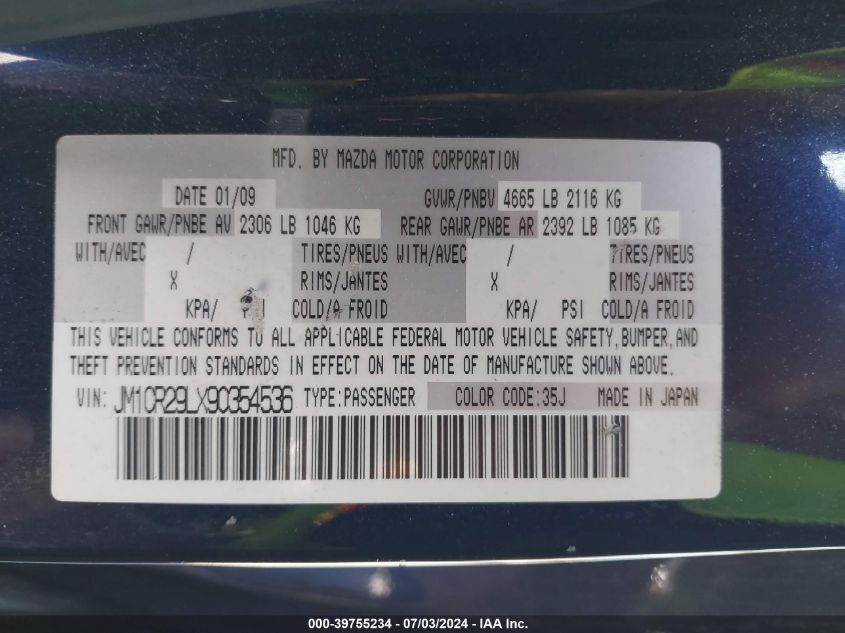 MFD. BY MAZDA MOTOR CORPORATION
DATE 01/09 GVWR/PNBV 4665 LB 2116 KG
FRONT GAWR/PNBE AV 2306 LB 1046 KG REAR GAWR/PNBE AR 2392 LB 1085 KG
WITH/AVEC / TIRES/PNEUS WITH/AVEC / TIRES/PNEUS
X RIMS/JANTES X RIMS/JANTES
KPA/ PSI COLD/A FROID KPA/ PSI COLD/A FROID
THIS VEHICLE CONFORMS TO ALL APPLICABLE FEDERAL MOTOR VEHICLE SAFETY,BUMPER,AND
THEFT PREVENTION STANDARDS IN EFFECT ON THE DATE OF MANUFACTURE SHOWN ABOVE.
VIN: JM1CR29LX90354536 TYPE:PASSENGER COLOR CODE:35J MADE IN JAPAN
000-39755234 - 07/03/2024 - IAA Inc.